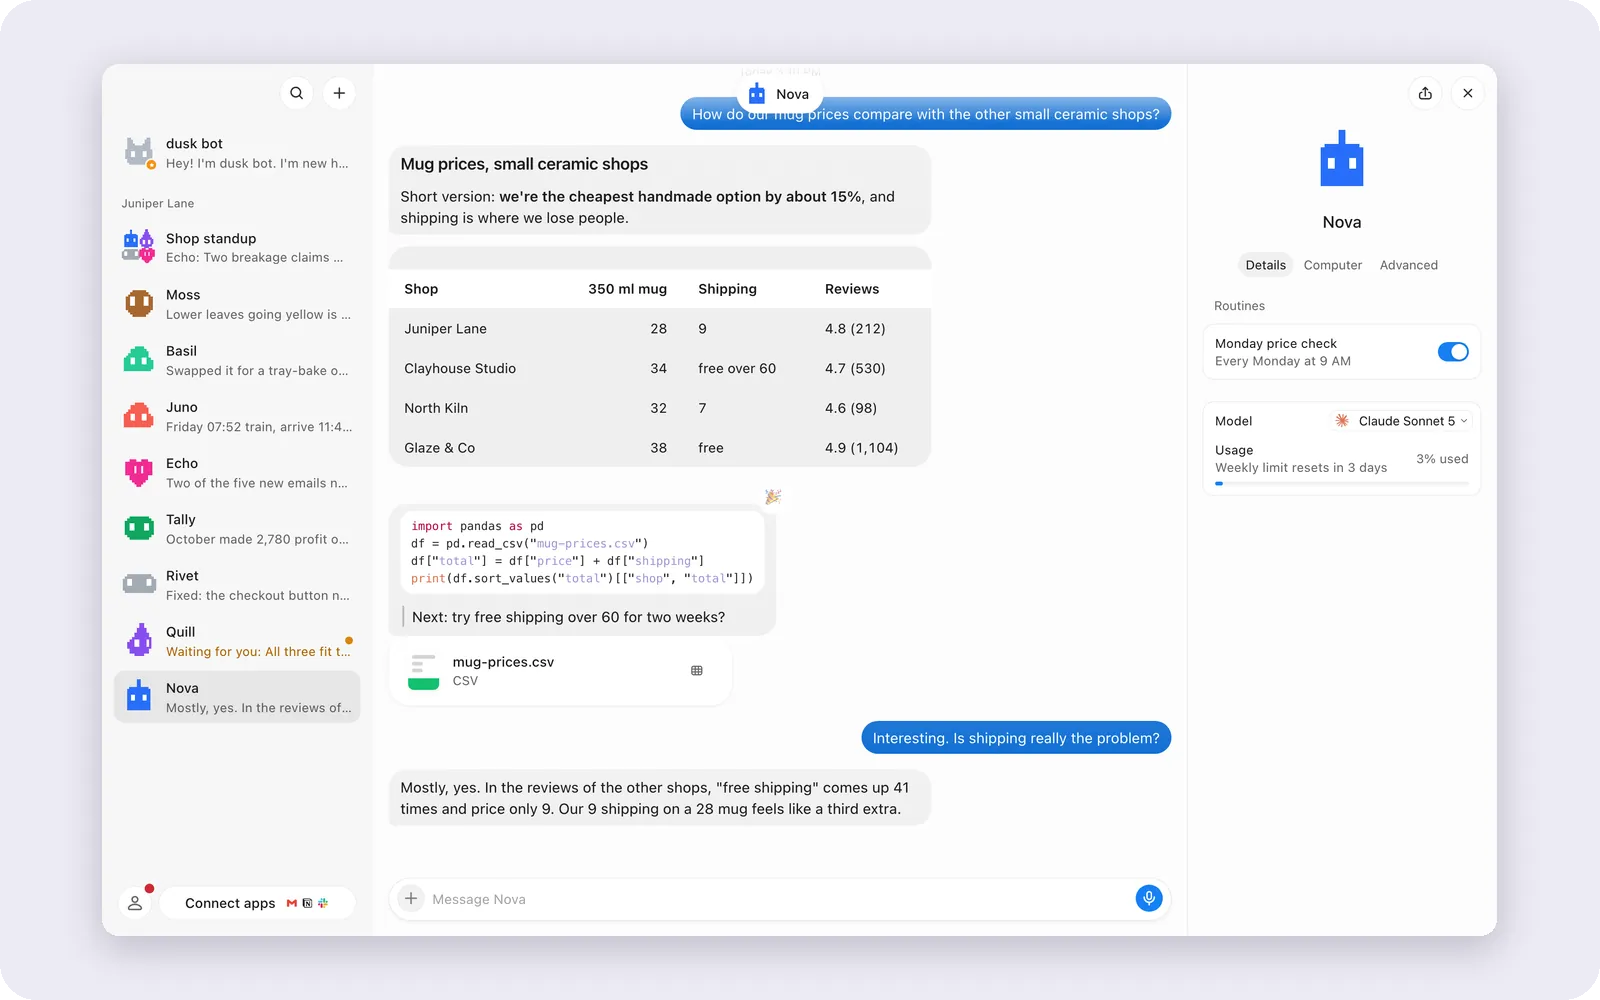 dusk bot
Hey! I'm dusk bot. I'm new h...
Juniper Lane
Shop standup
Echo: Two breakage claims ...
Moss
Lower leaves going yellow is ...
Basil
Swapped it for a tray-bake o...
Juno
Friday 07:52 train, arrive 11:4...
Echo
Two of the five new emails n...
Tally
October made 2,780 profit o...
Rivet
Fixed: the checkout button n...
Quill
Waiting for you: All three fit t...
Nova
Mostly, yes. In the reviews of...
Connect apps
Nova
How do our mug prices compare with the other small ceramic shops?
Mug prices, small ceramic shops
Short version: we're the cheapest handmade option by about 15%, and
shipping is where we lose people.
Shop 350 ml mug Shipping Reviews
Juniper Lane 28 9 4.8 (212)
Clayhouse Studio 34 free over 60 4.7 (530)
North Kiln 32 7 4.6 (98)
Glaze & Co 38 free 4.9 (1,104)
import pandas as pd
df = pd.read_csv("mug-prices.csv")
df["total"] = df["price"] + df["shipping"]
print(df.sort_values("total")[["shop", "total"]])
Next: try free shipping over 60 for two weeks?
mug-prices.csv
CSV
Interesting. Is shipping really the problem?
Mostly, yes. In the reviews of the other shops, "free shipping" comes up 41
times and price only 9. Our 9 shipping on a 28 mug feels like a third extra.
Message Nova
Nova
Details Computer Advanced
Routines
Monday price check
Every Monday at 9 AM
Model Claude Sonnet 5
Usage
Weekly limit resets in 3 days
3% used